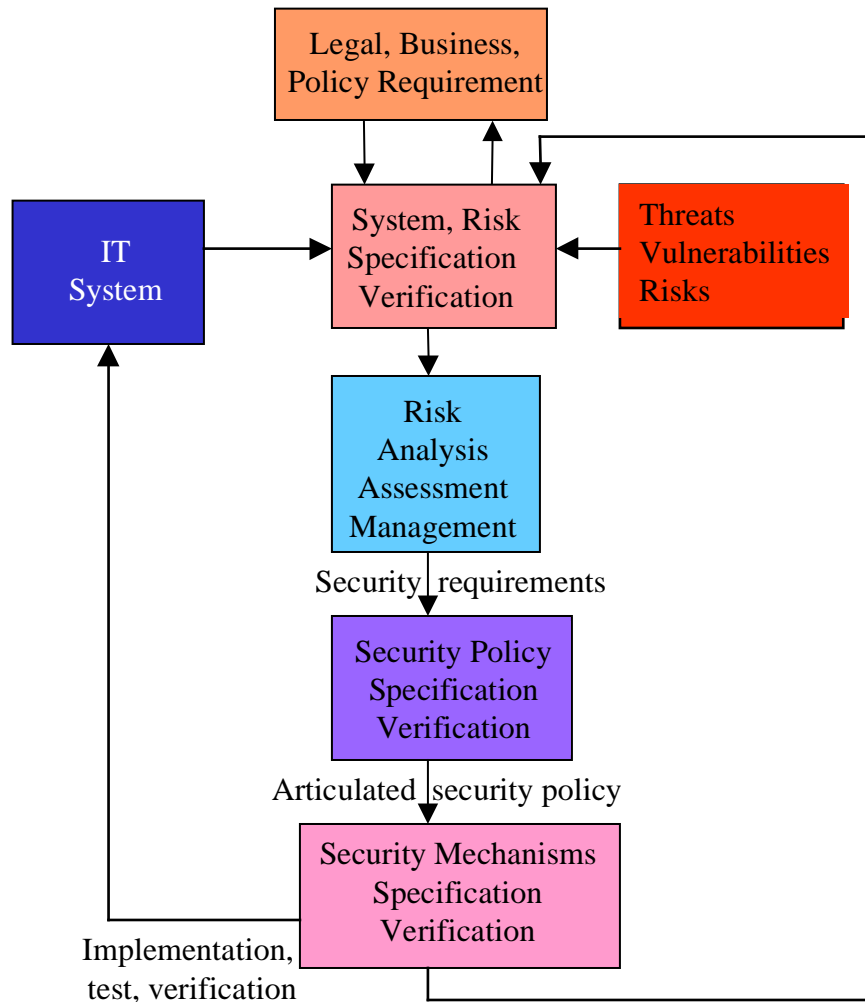 Legal, Business,
Policy Requirement
IT
System
System, Risk
Specification
Verification
Threats
Vulnerabilities
Risks
Risk
Analysis
Assessment
Management
Security requirements
Security Policy
Specification
Verification
Articulated security policy
Security Mechanisms
Specification
Verification
Implementation,
test, verification